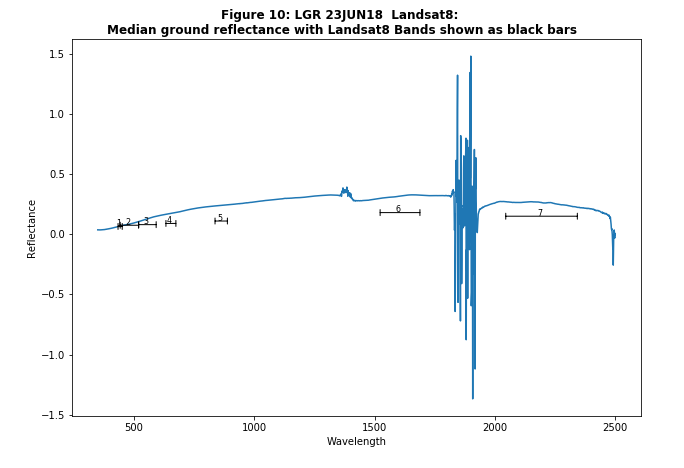 Figure 10: LGR 23JUN18 Landsat8:
Median ground reflectance with Landsat8 Bands shown as black bars
1.5
1.0
0.5
0.0
−0.5
−1.0
−1.5
Reflectance
1 2 3 4 5 6 7
500 1000 1500 2000 2500
Wavelength